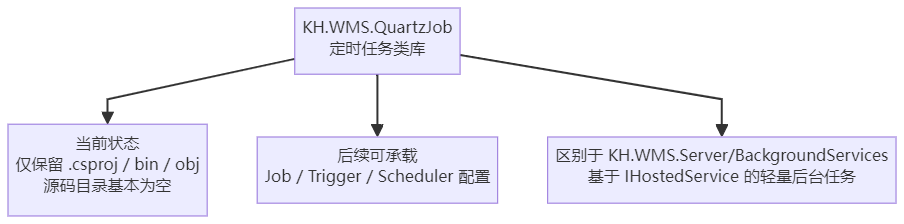 KH.WMS.QuartzJob
定时任务类库
当前状态
仅保留 .csproj / bin / obj
源码目录基本为空
后续可承载
Job / Trigger / Scheduler 配置
区别于 KH.WMS.Server/BackgroundServices
基于 IHostedService 的轻量后台任务